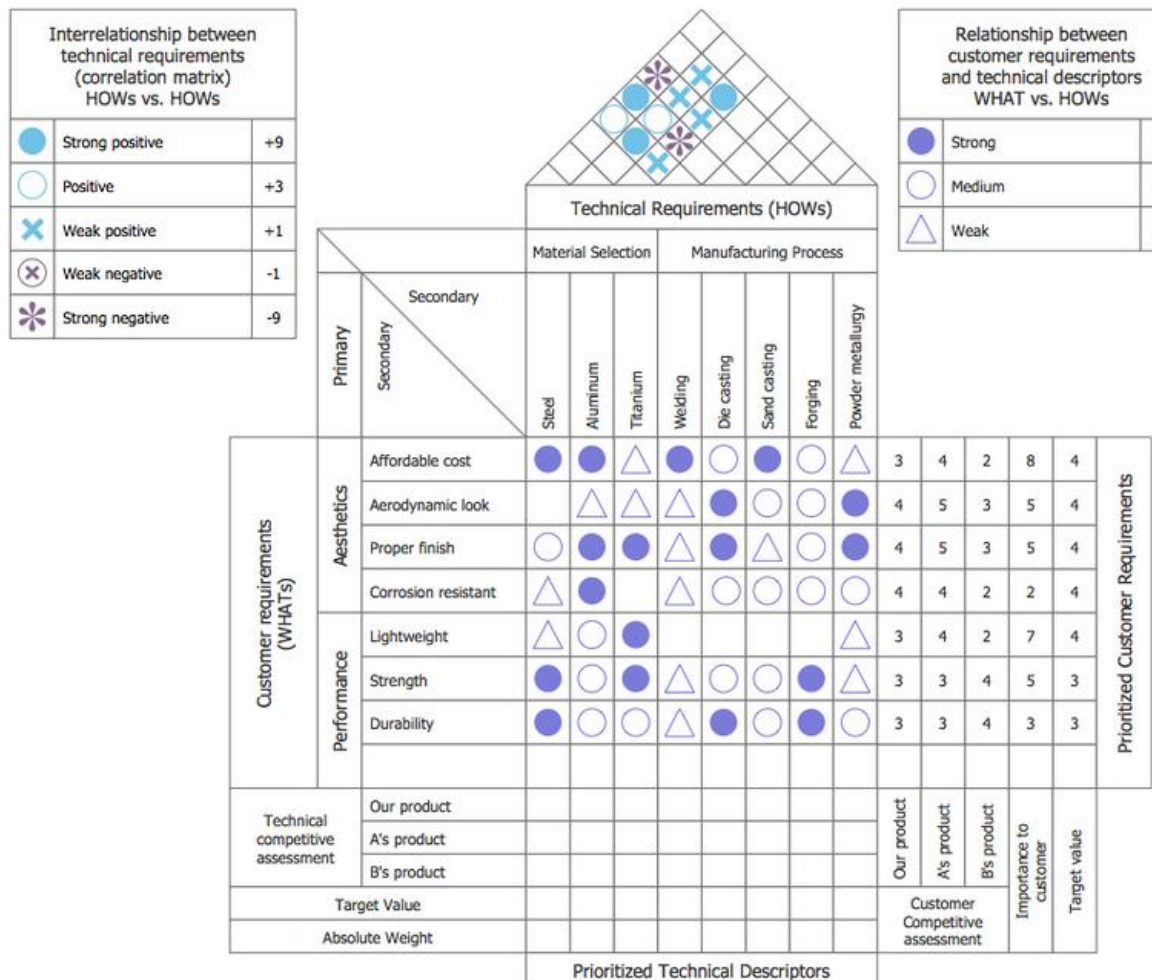 Interrelationship between
technical requirements
(correlation matrix)
HOWs vs. HOWs
Strong positive +9
Positive +3
Weak positive +1
Weak negative -1
Strong negative -9
Relationship between
customer requirements
and technical descriptors
WHAT vs. HOWs
Strong
Medium
Weak
Technical Requirements (HOWs)
Material Selection Manufacturing Process
Primary
Secondary
Secondary
Steel
Aluminum
Titanium
Welding
Die casting
Sand casting
Forging
Powder metallurgy
Customer requirements
(WHATs)
Aesthetics
Affordable cost 3 4 2 8 4
Aerodynamic look 4 5 3 5 4
Proper finish 4 5 3 5 4
Corrosion resistant 4 4 2 2 4
Performance
Lightweight 3 4 2 7 4
Strength 3 3 4 5 3
Durability 3 3 4 3 3
Prioritized Customer Requirements
Technical
competitive
assessment
Our product
A's product
B's product
Our product
A's product
B's product
Importance to
customer
Target value
Target Value
Absolute Weight
Customer
Competitive
assessment
Prioritized Technical Descriptors